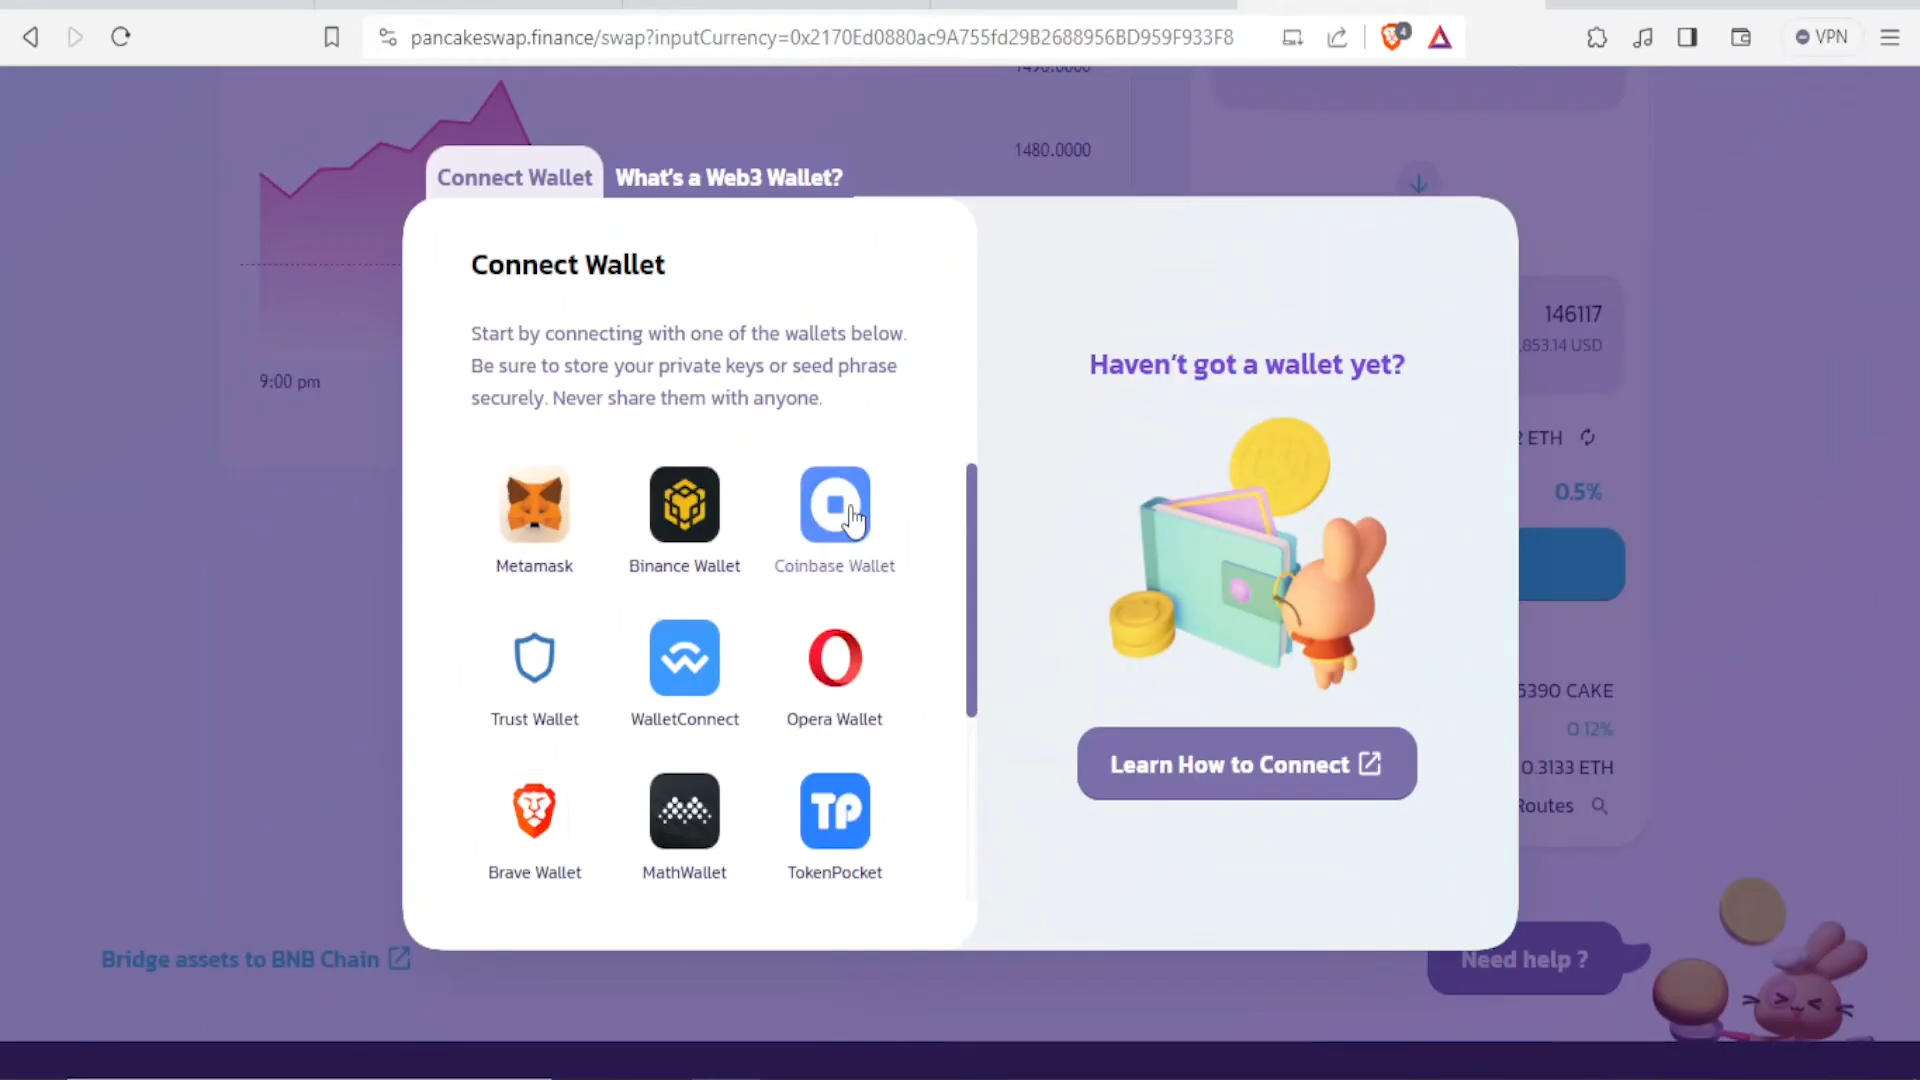 pancakeswap.finance/swap?inputCurrency=0x2170Ed0880ac9A755fd29B2688956BD959F933F8
4
VPN
1480.0000
Connect Wallet
What's a Web3 Wallet?
Connect Wallet
Start by connecting with one of the wallets below.
Be sure to store your private keys or seed phrase
securely. Never share them with anyone.
Haven't got a wallet yet?
146117
853.14 USD
9:00 pm
ETH
0.5%
Metamask
Binance Wallet
Coinbase Wallet
Trust Wallet
WalletConnect
Opera Wallet
5390 CAKE
0.12%
Learn How to Connect
0.3133 ETH
Routes
TP
Brave Wallet
MathWallet
TokenPocket
Bridge assets to BNB Chain
Need help ?